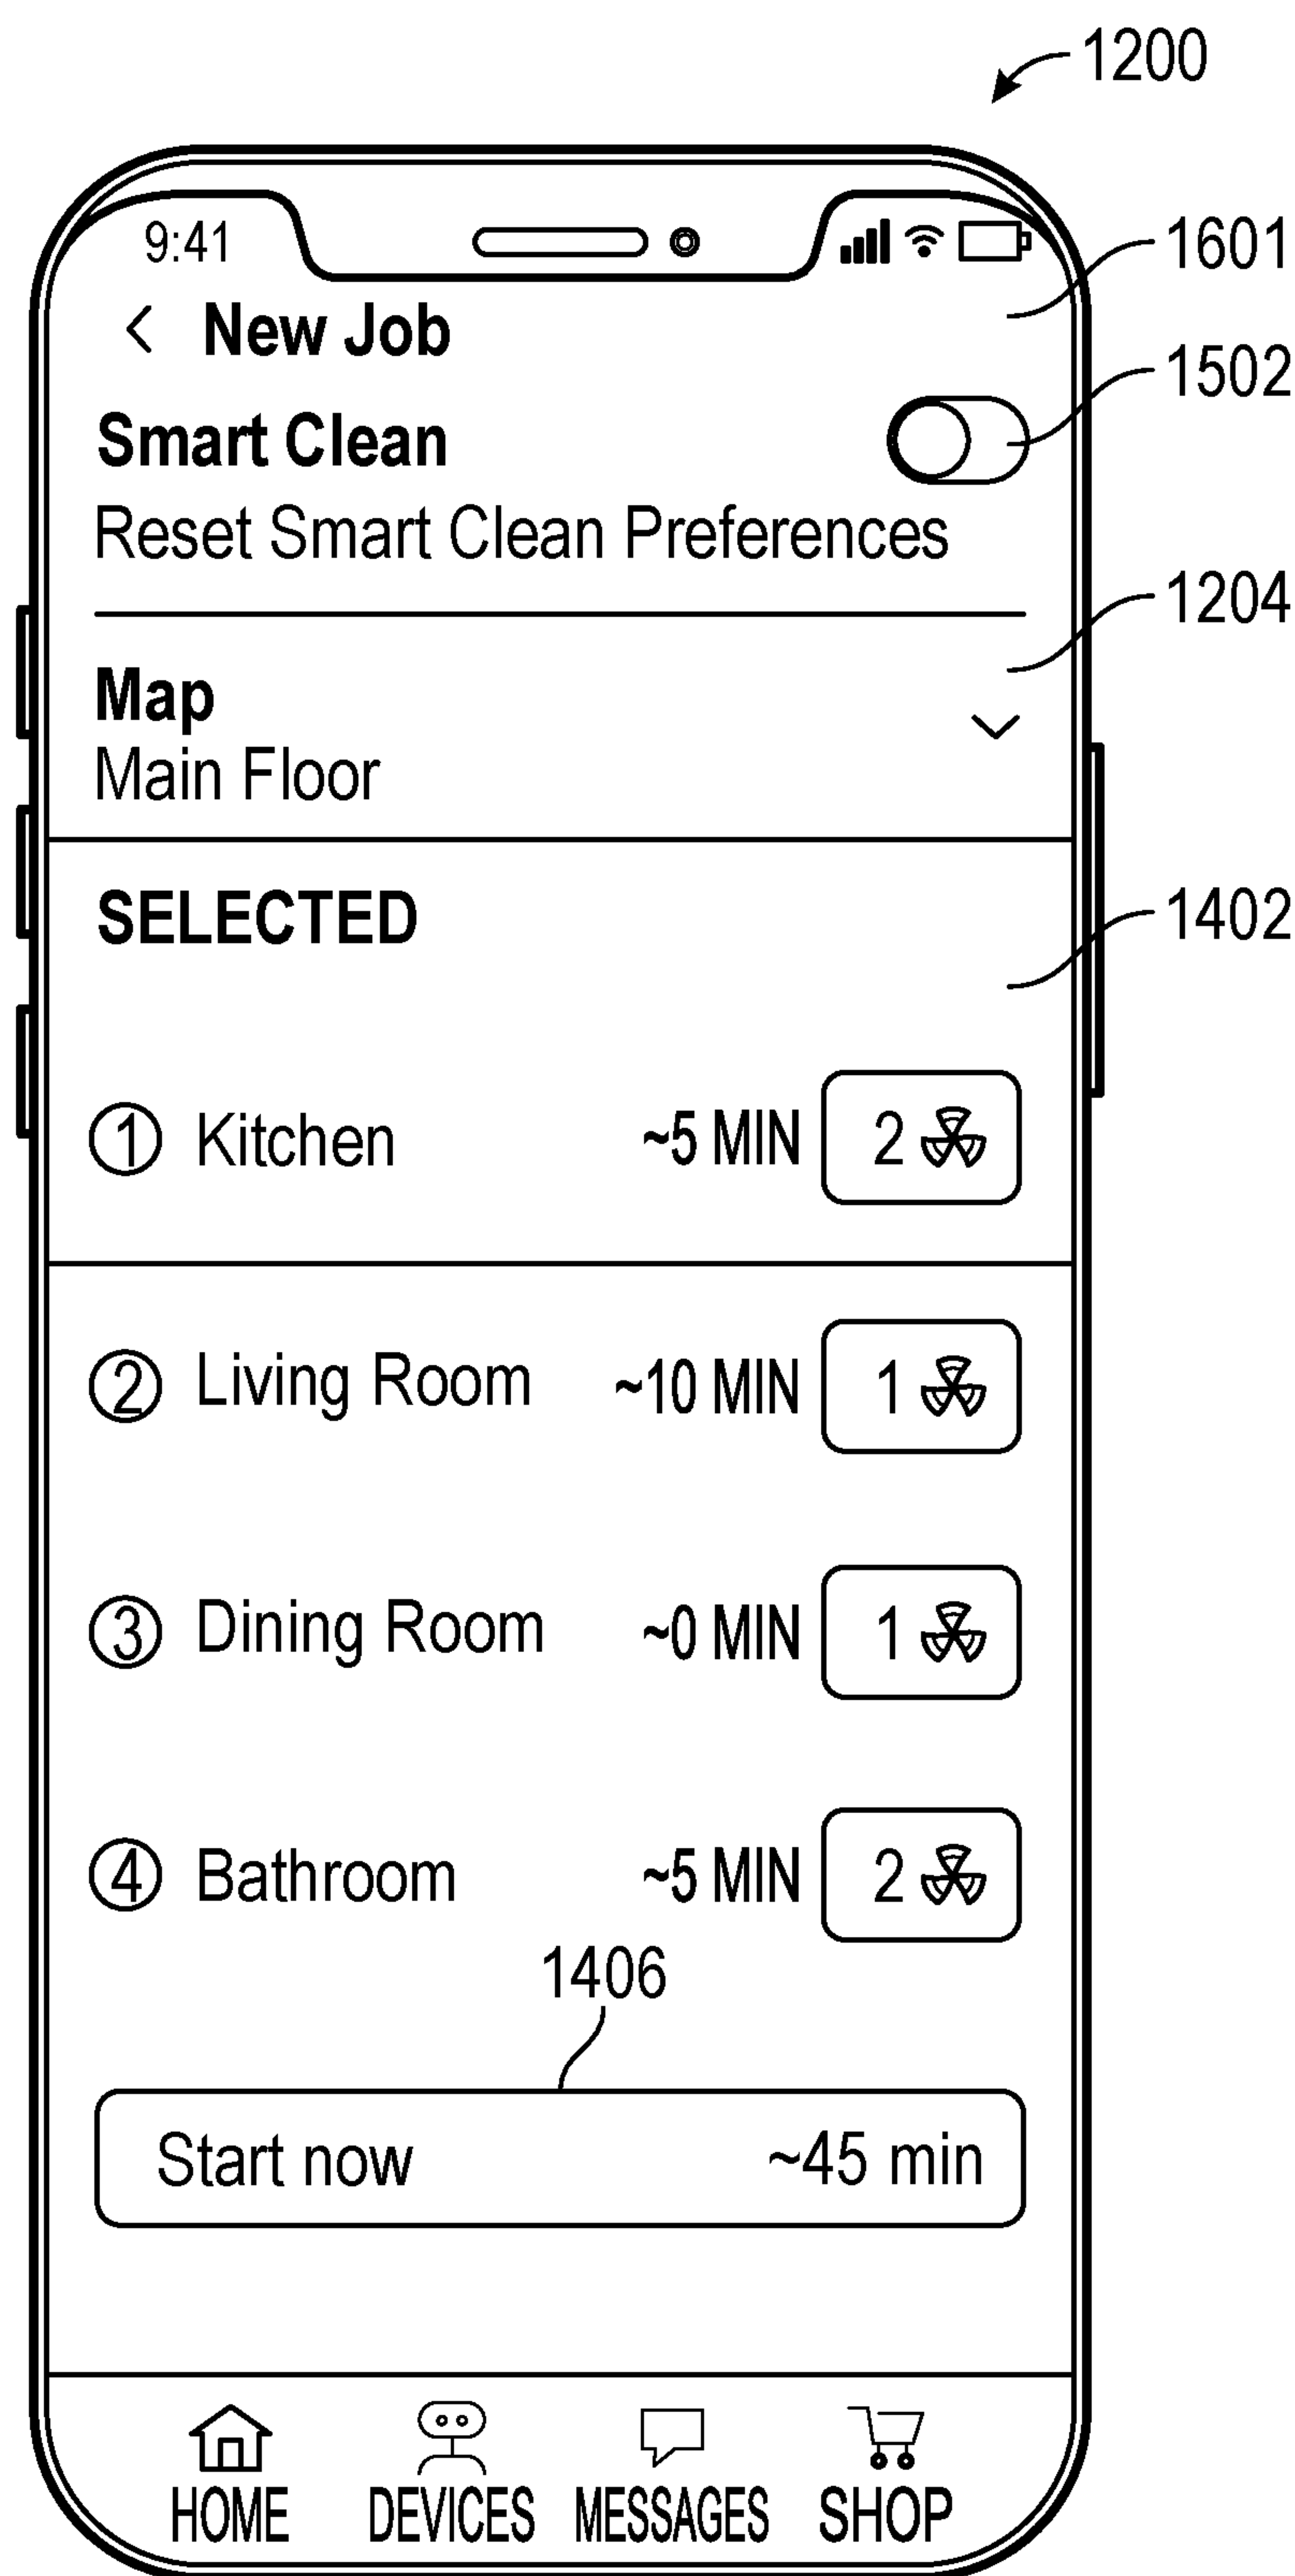 1200
9:41
1601
< New Job
1502
Smart Clean
Reset Smart Clean Preferences
1204
Map
Main Floor
SELECTED
1402
1 Kitchen ~5 MIN 2
2 Living Room ~10 MIN 1
3 Dining Room ~0 MIN 1
4 Bathroom ~5 MIN 2
1406
Start now ~45 min
HOME DEVICES MESSAGES SHOP